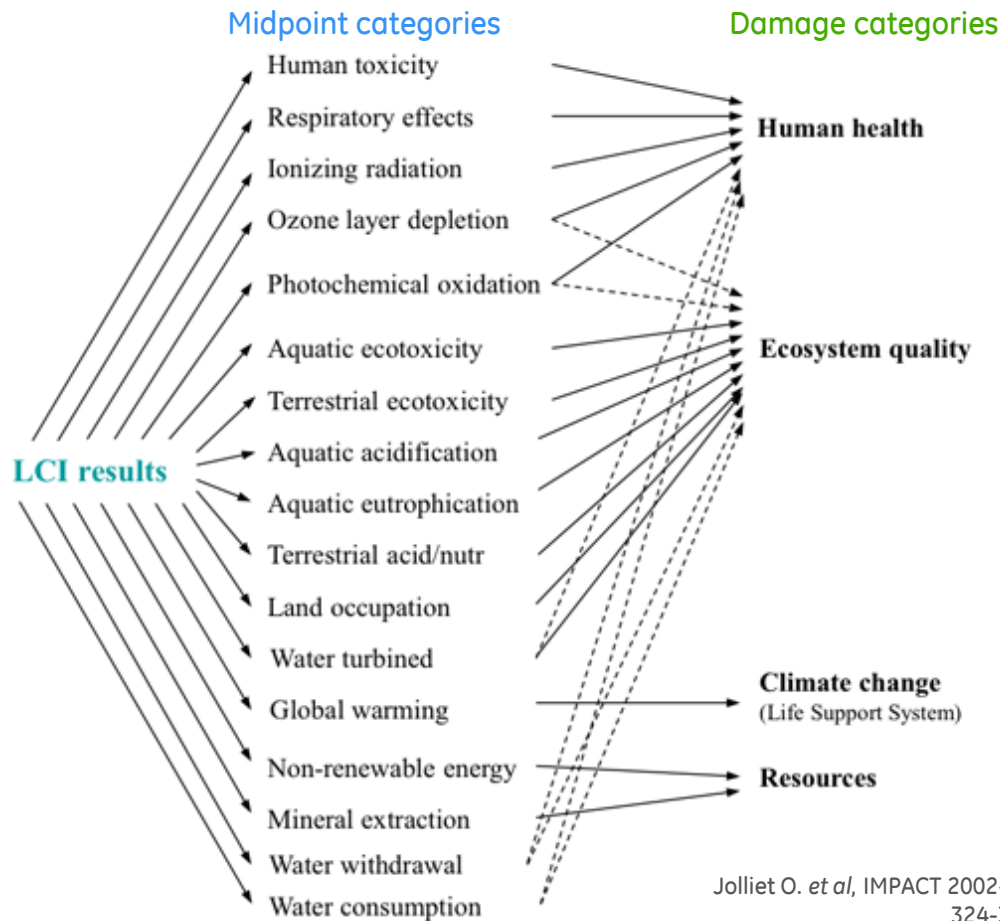 Midpoint categories
Damage categories
Human toxicity
Respiratory effects
Ionizing radiation
Ozone layer depletion
Photochemical oxidation
Aquatic ecotoxicity
Terrestrial ecotoxicity
Aquatic acidification
Aquatic eutrophication
Terrestrial acid/nutr
Land occupation
Water turbined
Global warming
Non-renewable energy
Mineral extraction
Water withdrawal
Water consumption
LCI results
Human health
Ecosystem quality
Climate change
(Life Support System)
Resources
Jolliet O. et al, IMPACT 2002
324-